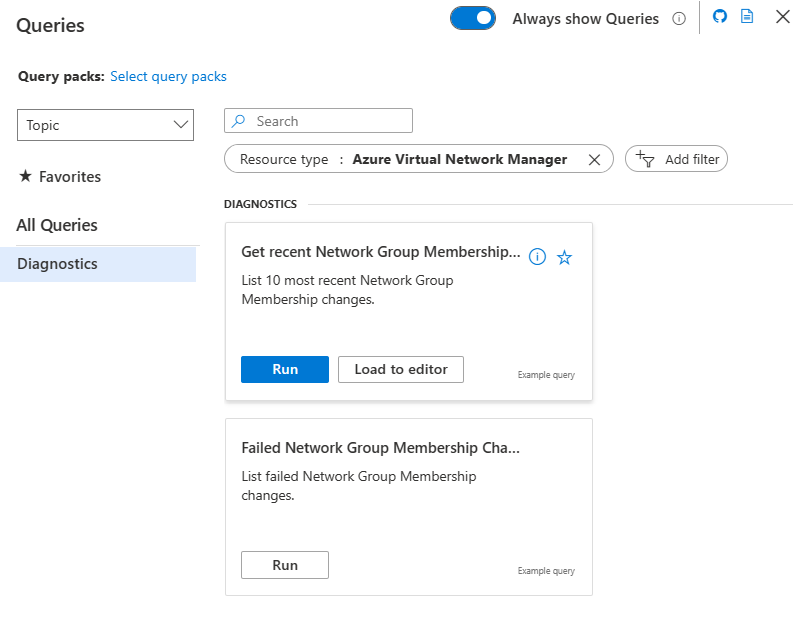 Queries
Always show Queries
Query packs: Select query packs
Topic
Search
Resource type : Azure Virtual Network Manager
Add filter
Favorites
All Queries
Diagnostics
DIAGNOSTICS
Get recent Network Group Membership...
List 10 most recent Network Group
Membership changes.
Run
Load to editor
Example query
Failed Network Group Membership Cha...
List failed Network Group Membership
changes.
Run
Example query